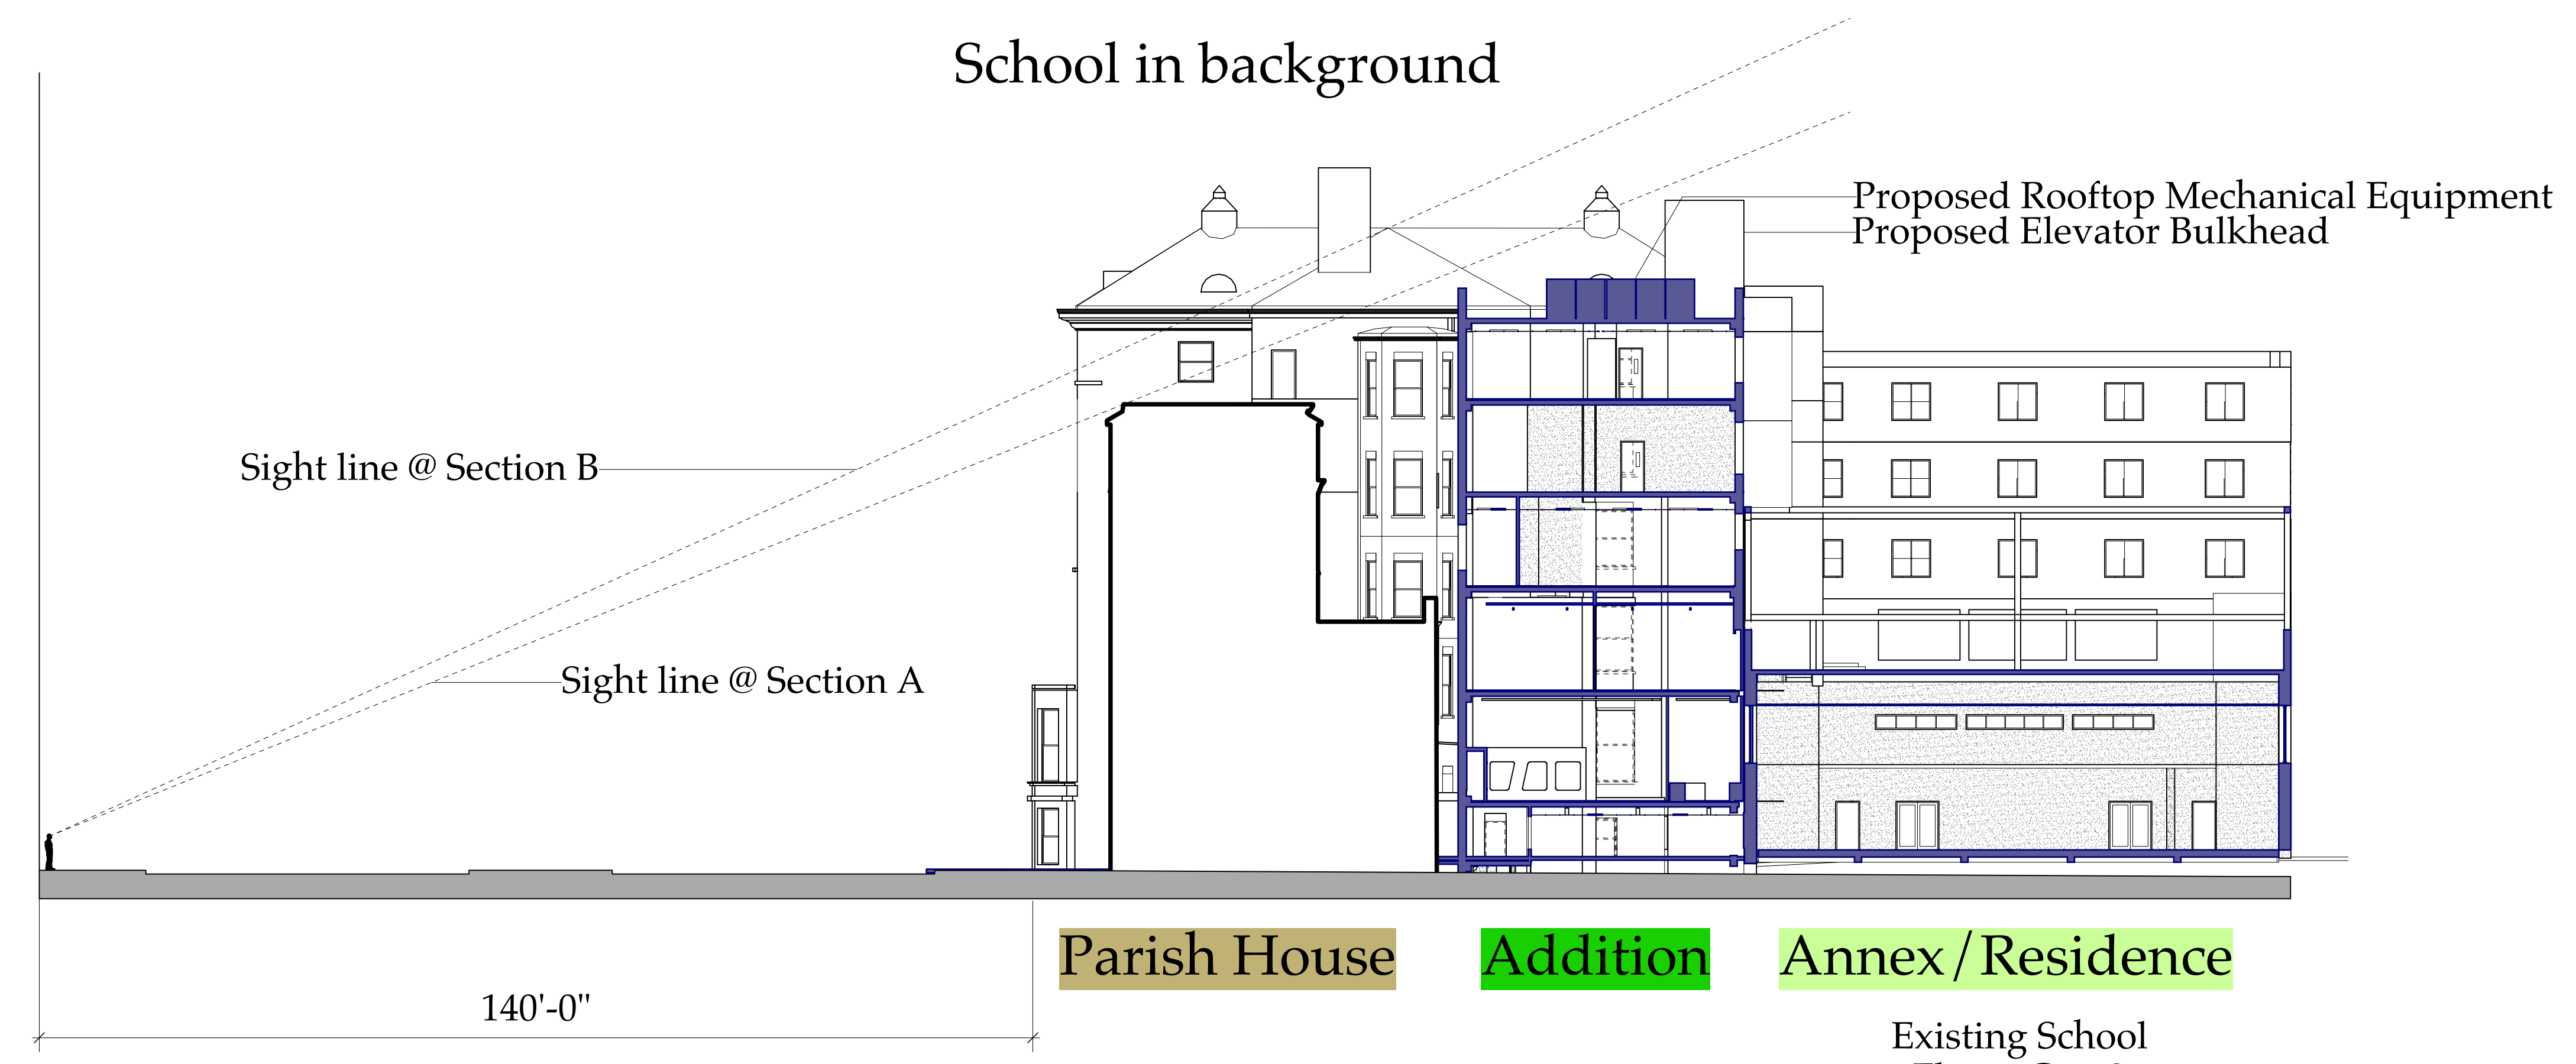 School in background
Proposed Rooftop Mechanical Equipment
Proposed Elevator Bulkhead
Sight line @ Section B
Sight line @ Section A
Parish House
Addition
Annex/Residence
140'-0"
Existing School